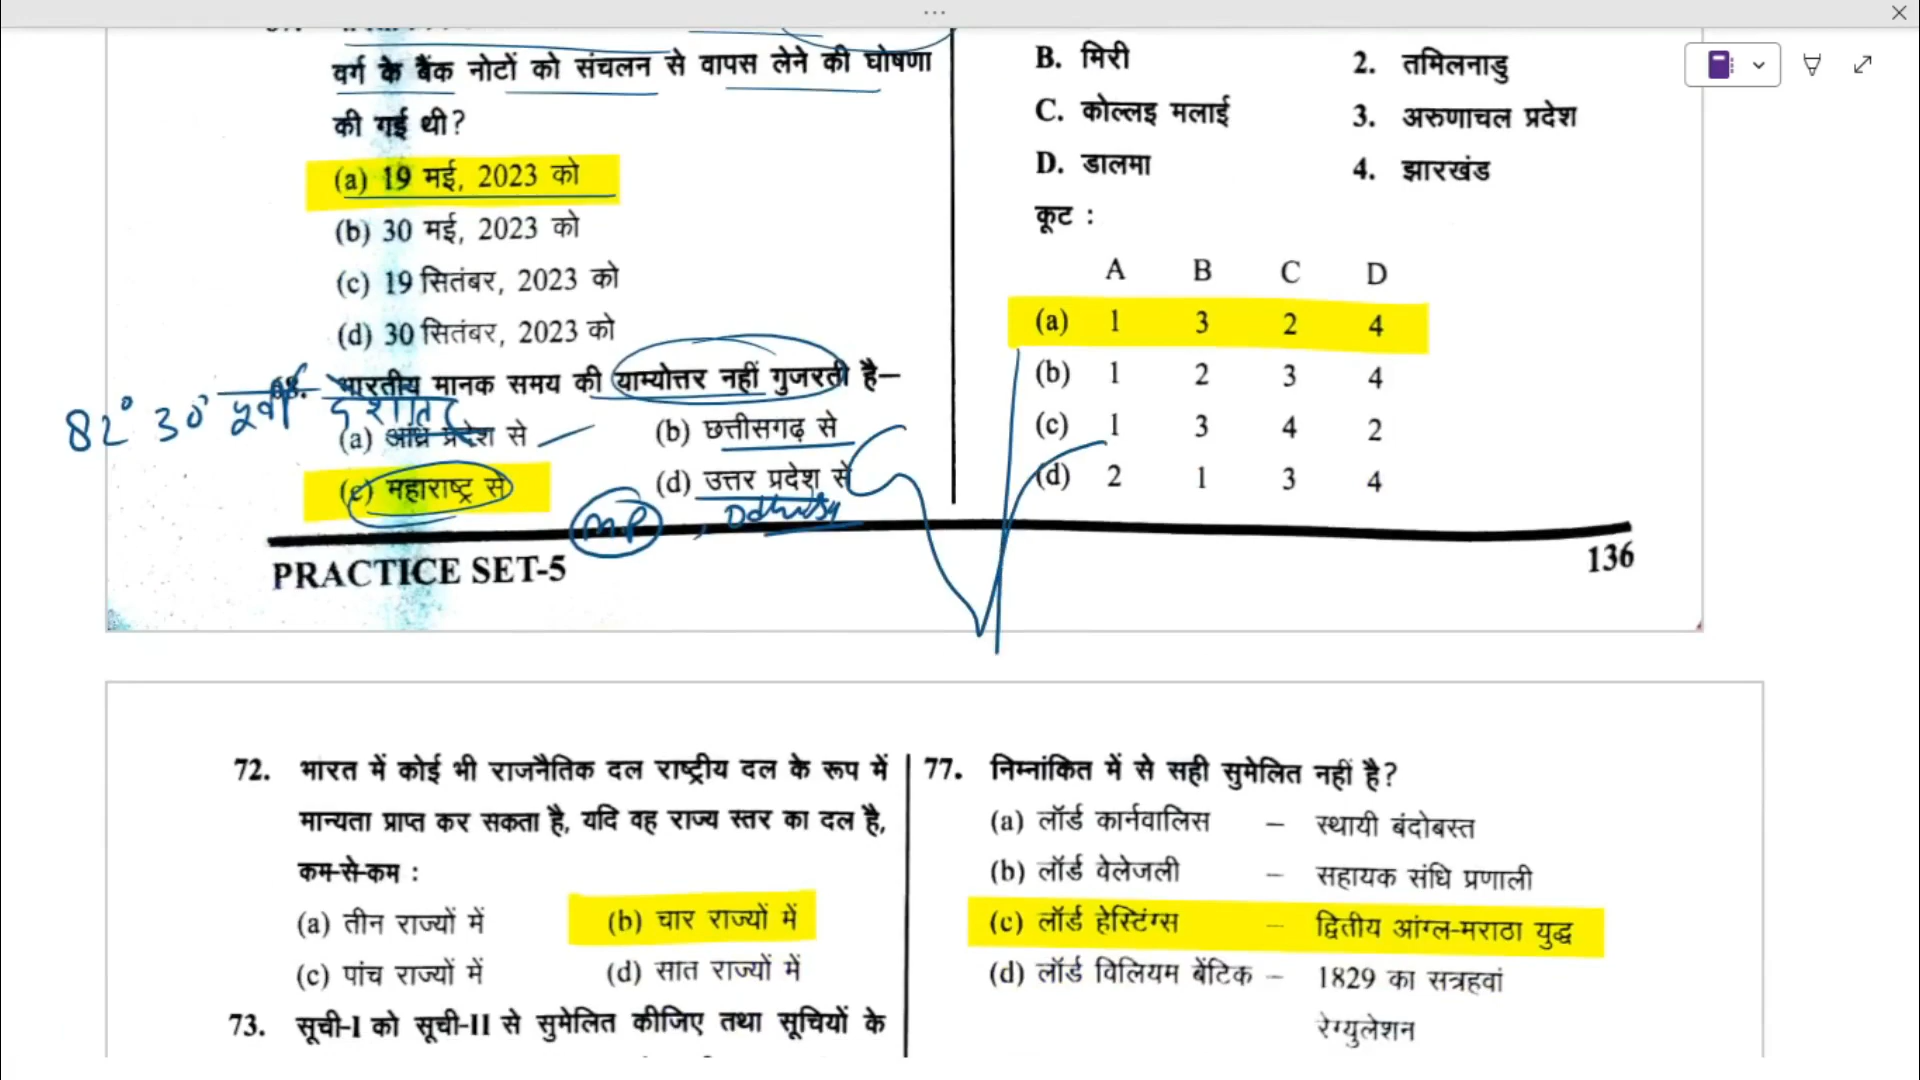 वर्ग के बैंक नोटों को संचलन से वापस लेने की घोषणा
की गई थी?
(a) 19 मई, 2023 को
(b) 30 मई, 2023 को
(c) 19 सितंबर, 2023 को
(d) 30 सितंबर, 2023 को
68. भारतीय मानक समय की याम्योत्तर नहीं गुजरती है–
82° 30' पूर्वी देशांतर
(a) आंध्र प्रदेश से (b) छत्तीसगढ़ से
(c) महाराष्ट्र से (d) उत्तर प्रदेश से
MP,
B. मिरी 2. तमिलनाडु
C. कोल्लइ मलाई 3. अरुणाचल प्रदेश
D. डालमा 4. झारखंड
कूट :
A B C D
(a) 1 3 2 4
(b) 1 2 3 4
(c) 1 3 4 2
(d) 2 1 3 4
PRACTICE SET-5 136
72. भारत में कोई भी राजनैतिक दल राष्ट्रीय दल के रूप में
मान्यता प्राप्त कर सकता है, यदि वह राज्य स्तर का दल है,
कम-से-कम :
(a) तीन राज्यों में (b) चार राज्यों में
(c) पांच राज्यों में (d) सात राज्यों में
73. सूची-I को सूची-II से सुमेलित कीजिए तथा सूचियों के
77. निम्नांकित में से सही सुमेलित नहीं है?
(a) लॉर्ड कार्नवालिस – स्थायी बंदोबस्त
(b) लॉर्ड वेलेजली – सहायक संधि प्रणाली
(c) लॉर्ड हेस्टिंग्स – द्वितीय आंग्ल-मराठा युद्ध
(d) लॉर्ड विलियम बेंटिक – 1829 का सत्रहवां
रेग्युलेशन